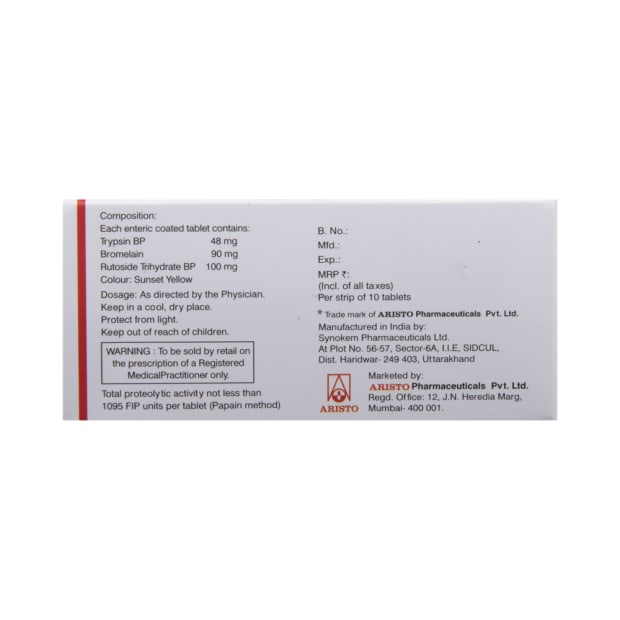 Composition:
Each enteric coated tablet contains:
Trypsin BP 48 mg
Bromelain 90 mg
Rutoside Trihydrate BP 100 mg
Colour: Sunset Yellow
Dosage: As directed by the Physician.
Keep in a cool, dry place.
Protect from light.
Keep out of reach of children.
WARNING : To be sold by retail on
the prescription of a Registered
MedicalPractitioner only.
Total proteolytic activity not less than
1095 FIP units per tablet (Papain method)
B. No.:
Mfd.:
Exp.:
MRP ₹:
(Incl. of all taxes)
Per strip of 10 tablets
* Trade mark of ARISTO Pharmaceuticals Pvt. Ltd.
Manufactured in India by:
Synokem Pharmaceuticals Ltd.
At Plot No. 56-57, Sector-6A, I.I.E, SIDCUL,
Dist. Haridwar- 249 403, Uttarakhand
ARISTO
Marketed by:
ARISTO Pharmaceuticals Pvt. Ltd.
Regd. Office: 12, J.N. Heredia Marg,
Mumbai- 400 001.